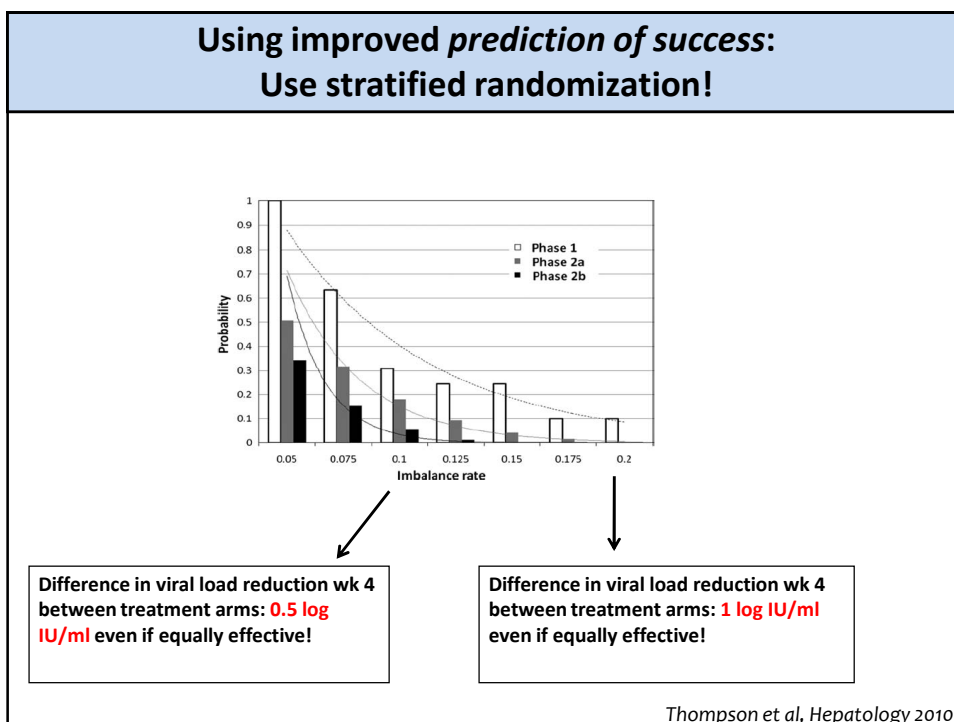 Using improved prediction of success:
Use stratified randomization!
1
0.9
0.8
0.7
0.6
0.5
0.4
0.3
0.2
0.1
0
Probability
Phase 1
Phase 2a
Phase 2b
0.05 0.075 0.1 0.125 0.15 0.175 0.2
Imbalance rate
Difference in viral load reduction wk 4
between treatment arms: 0.5 log
IU/ml even if equally effective!
Difference in viral load reduction wk 4
between treatment arms: 1 log IU/ml
even if equally effective!
Thompson et al, Hepatology 2010